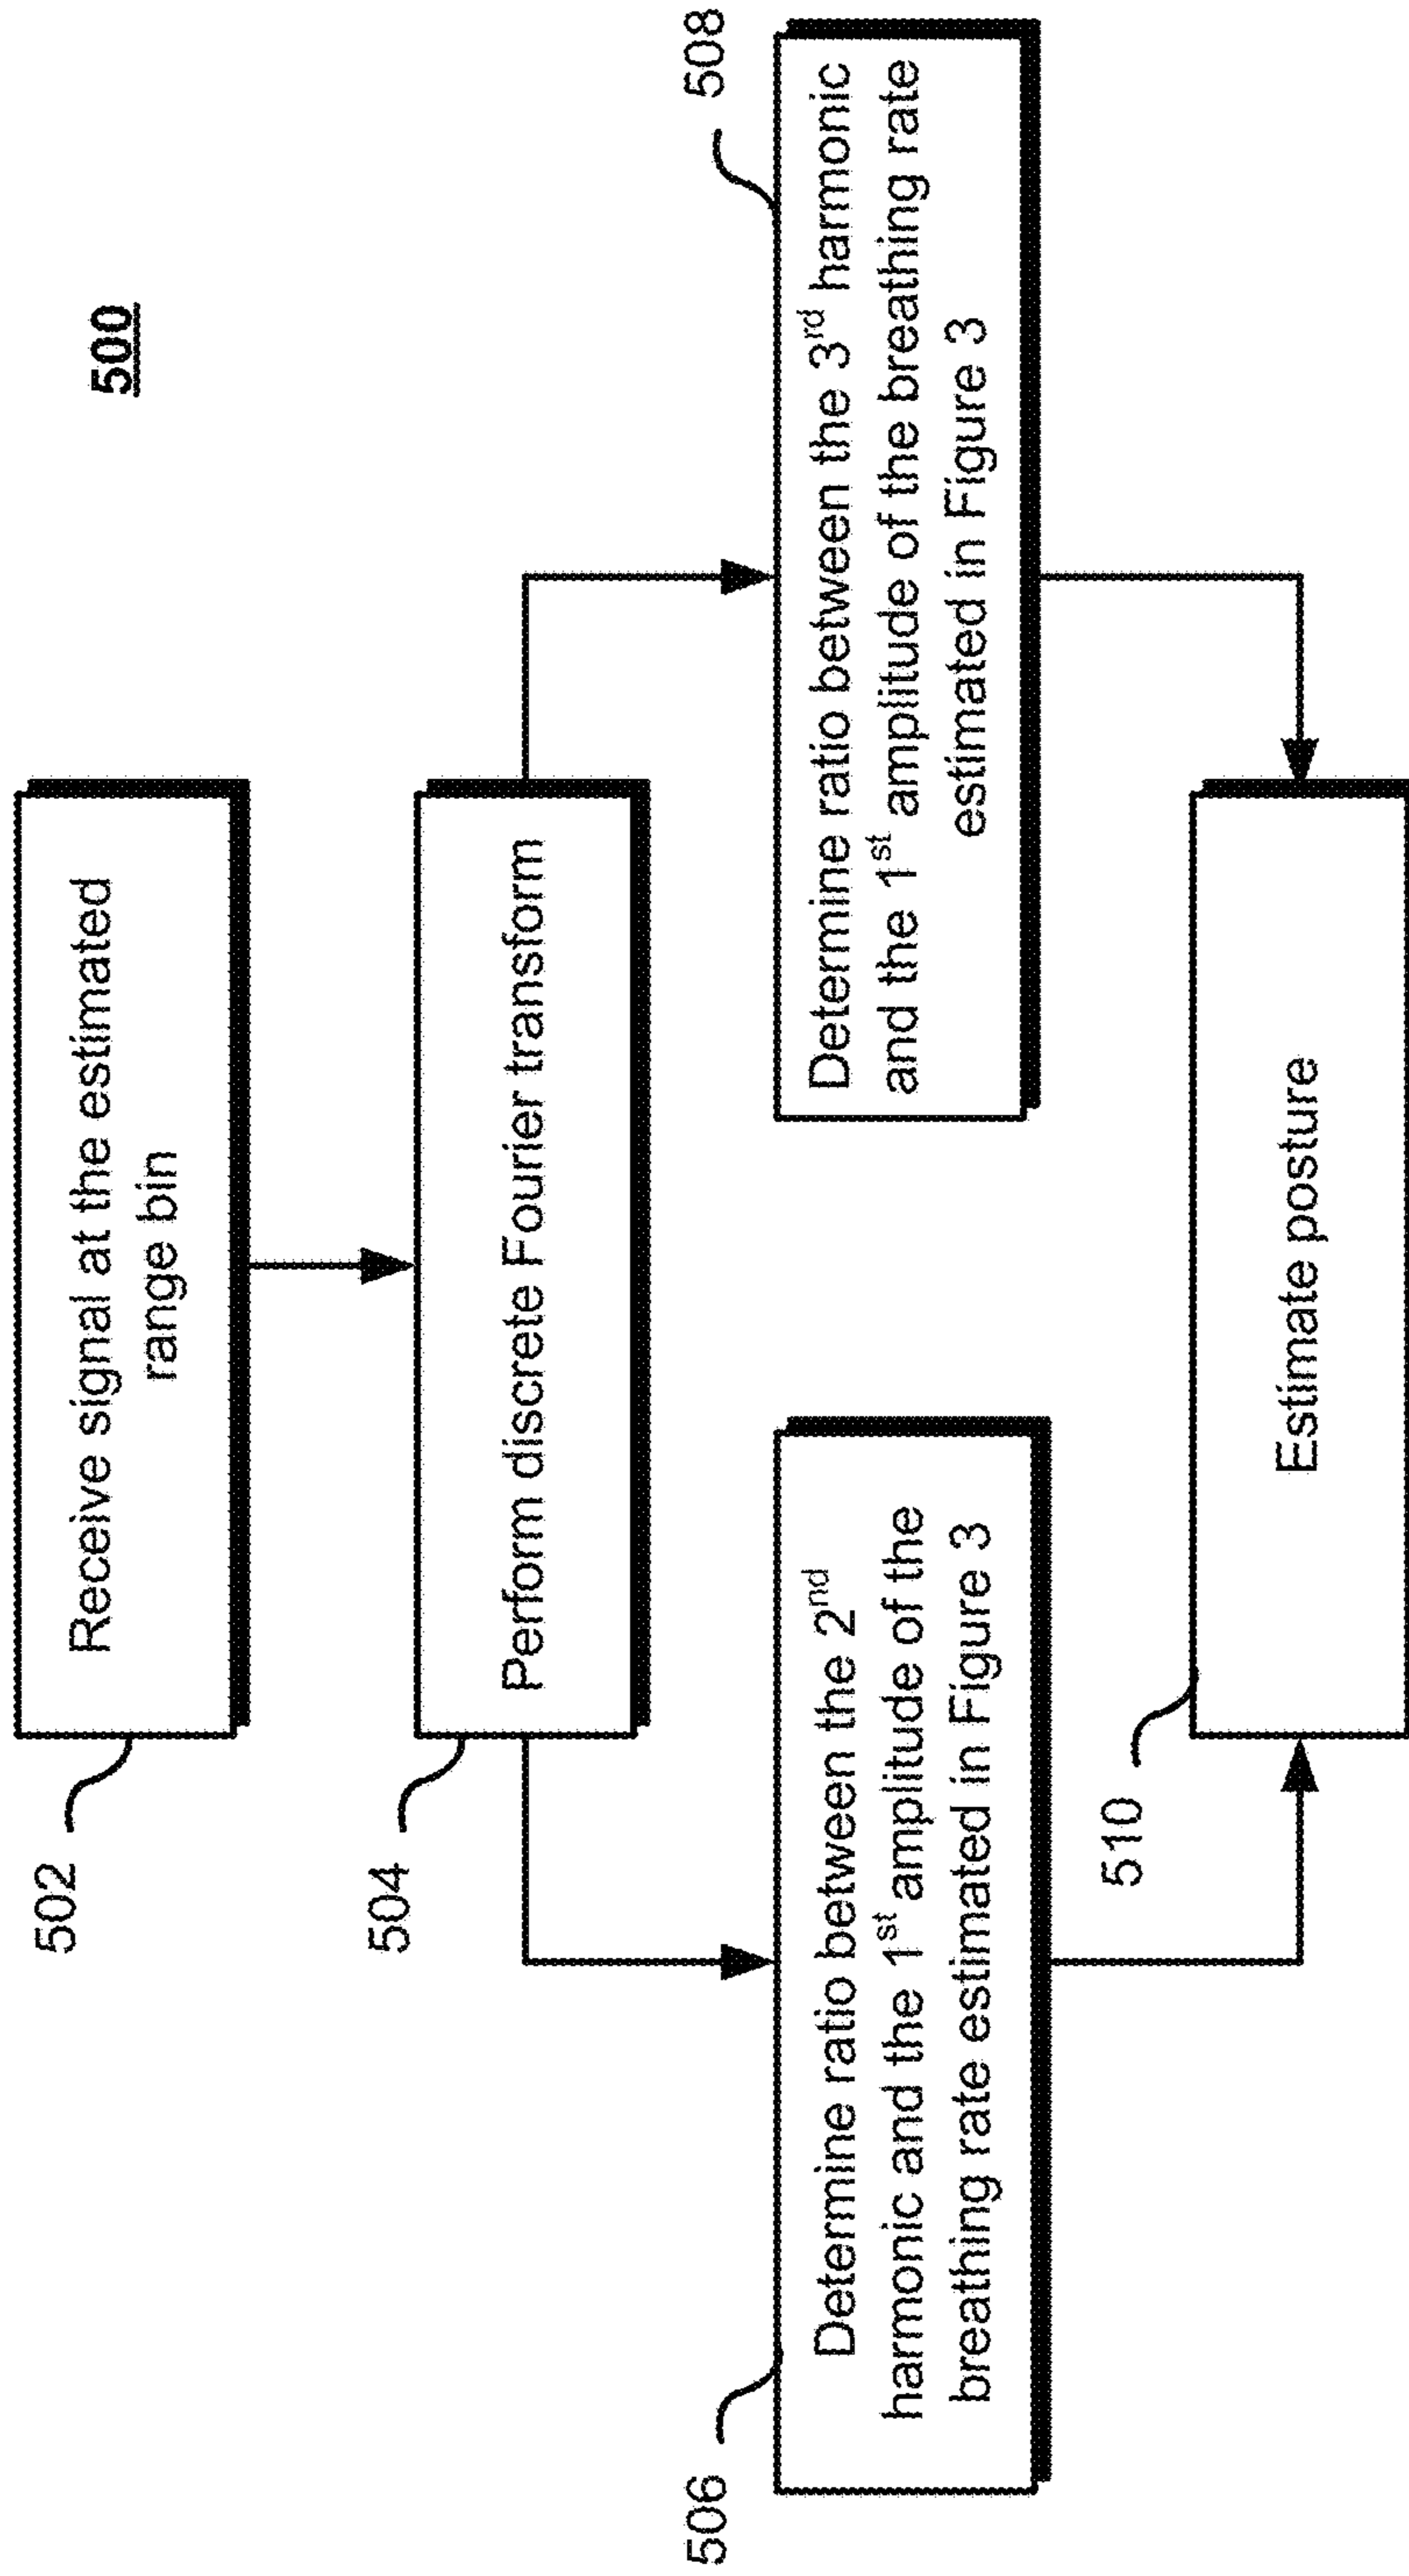 500
502
Receive signal at the estimated
range bin
504
Perform discrete Fourier transform
506
Determine ratio between the 2nd
harmonic and the 1st amplitude of the
breathing rate estimated in Figure 3
508
Determine ratio between the 3rd harmonic
and the 1st amplitude of the breathing rate
estimated in Figure 3
510
Estimate posture